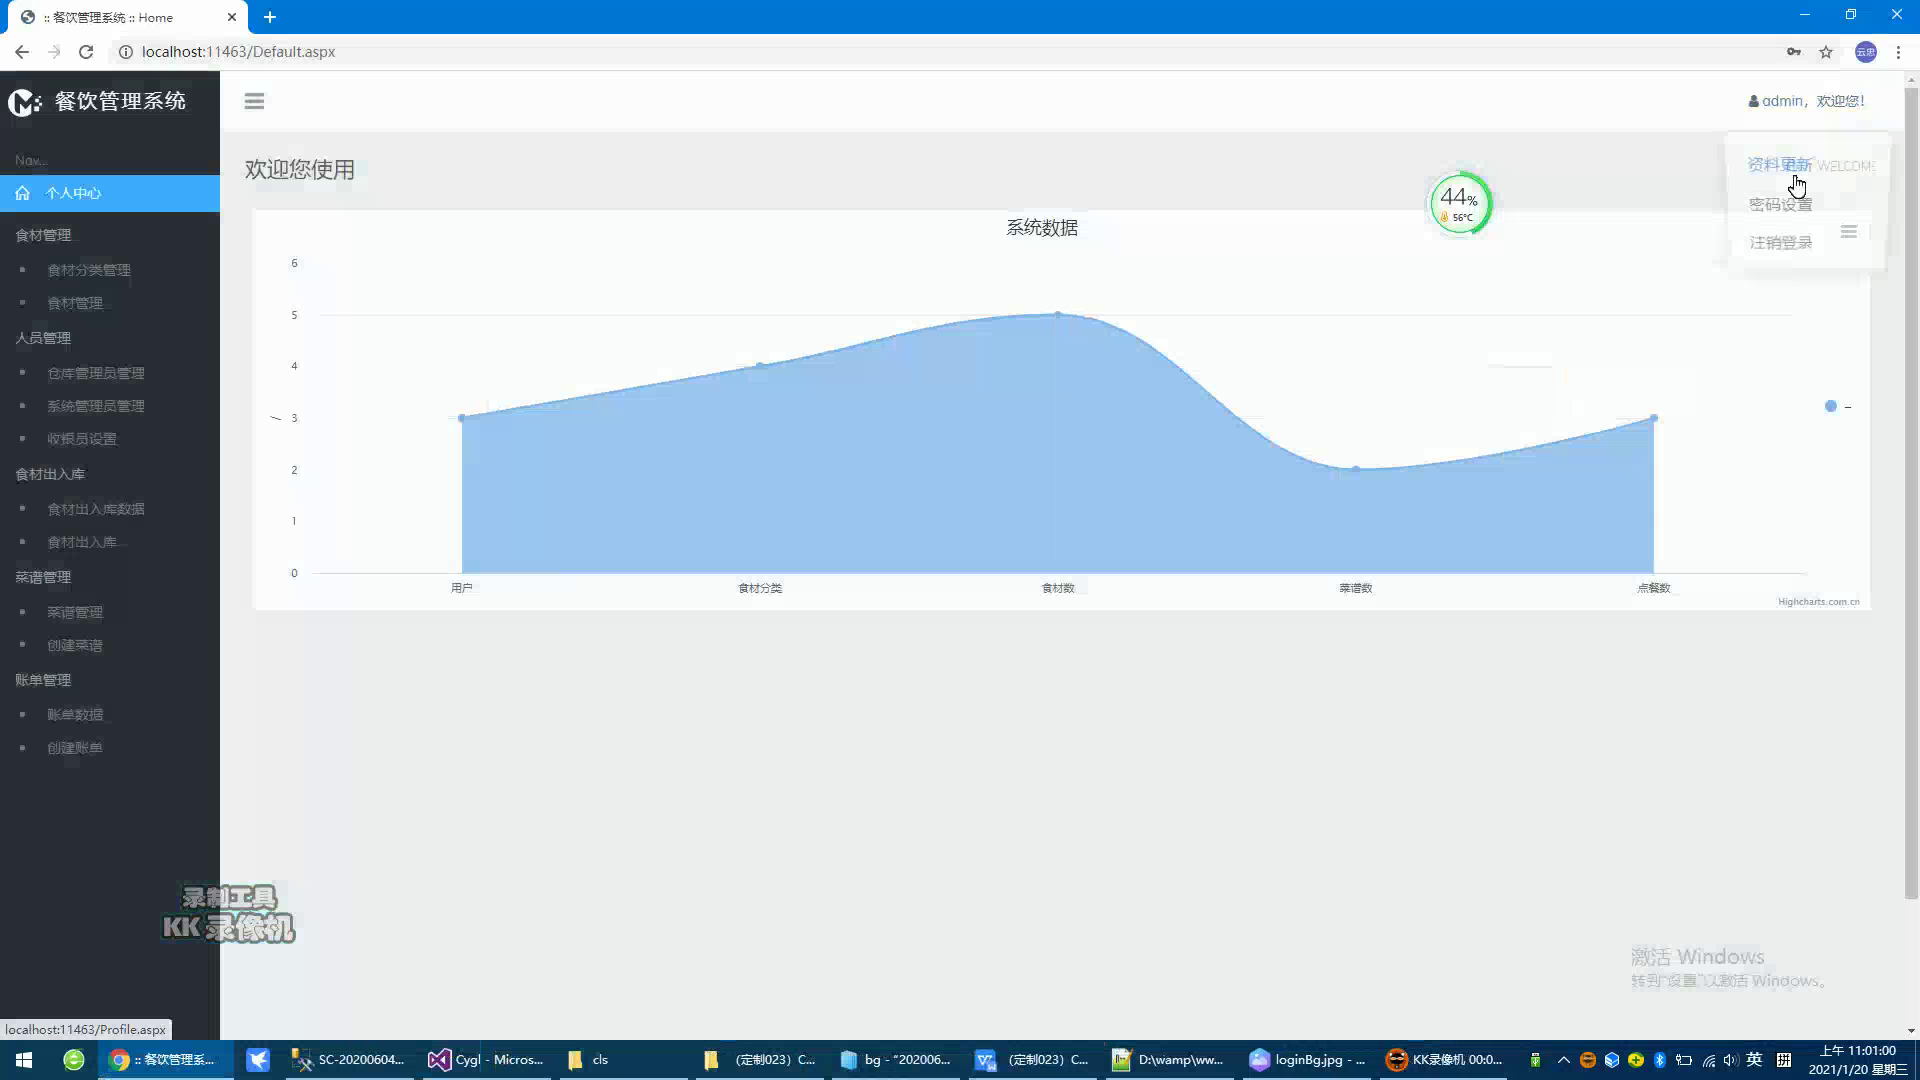 :: 餐饮管理系统 :: Home
localhost:11463/Default.aspx
云忠
餐饮管理系统
admin，欢迎您！
Nav...
个人中心
食材管理
食材分类管理
食材管理
人员管理
仓库管理员管理
系统管理员管理
收银员设置
食材出入库
食材出入库数据
食材出入库
菜谱管理
菜谱管理
创建菜谱
账单管理
账单数据
创建账单
欢迎您使用
资料更新 WELCOME
密码设置
注销登录
44%
56°C
系统数据
6
5
4
3
2
1
0
用户
食材分类
食材数
菜谱数
点餐数
Highcharts.com.cn
录制工具
KK 录像机
激活 Windows
转到"设置"以激活 Windows。
localhost:11463/Profile.aspx
:: 餐饮管理系...
SC-20200604...
Cygl - Micros...
cls
（定制023）C...
bg - "202006...
（定制023）C...
D:\wamp\ww...
loginBg.jpg - ...
KK录像机 00:0...
英
拼
上午 11:01:00
2021/1/20 星期三